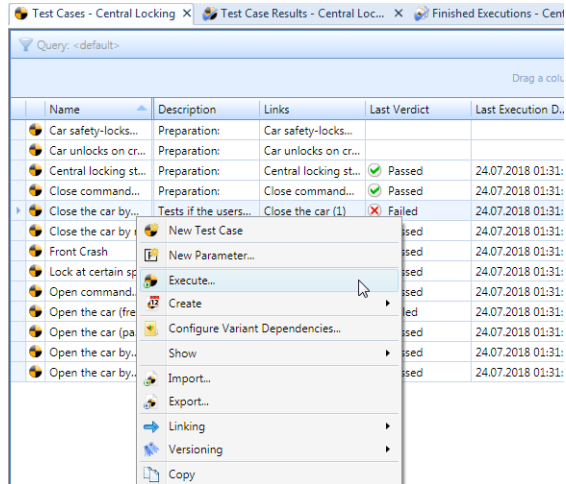 Test Cases - Central Locking X Test Case Results - Central Loc... X Finished Executions - Cent
Query: <default>
Drag a colu
Name Description Links Last Verdict Last Execution D..
Car safety-locks... Preparation: Car safety-locks...
Car unlocks on cr... Preparation: Car unlocks on cr...
Central locking st... Preparation: Central locking st... Passed 24.07.2018 01:31:
Close command... Preparation: Close command... Passed 24.07.2018 01:31:
Close the car by... Tests if the users... Close the car (1) Failed 24.07.2018 01:31:
Close the car by r ssed 24.07.2018 01:31:
Front Crash ssed 24.07.2018 01:31:
Lock at certain sp ssed 24.07.2018 01:31:
Open command.. ssed 24.07.2018 01:31:
Open the car (fre led 24.07.2018 01:31:
Open the car (pa. ssed 24.07.2018 01:31:
Open the car by.. ssed 24.07.2018 01:31:
Open the car by.. ssed 24.07.2018 01:31:
New Test Case
New Parameter...
Execute...
Create
Configure Variant Dependencies...
Show
Import...
Export...
Linking
Versioning
Copy